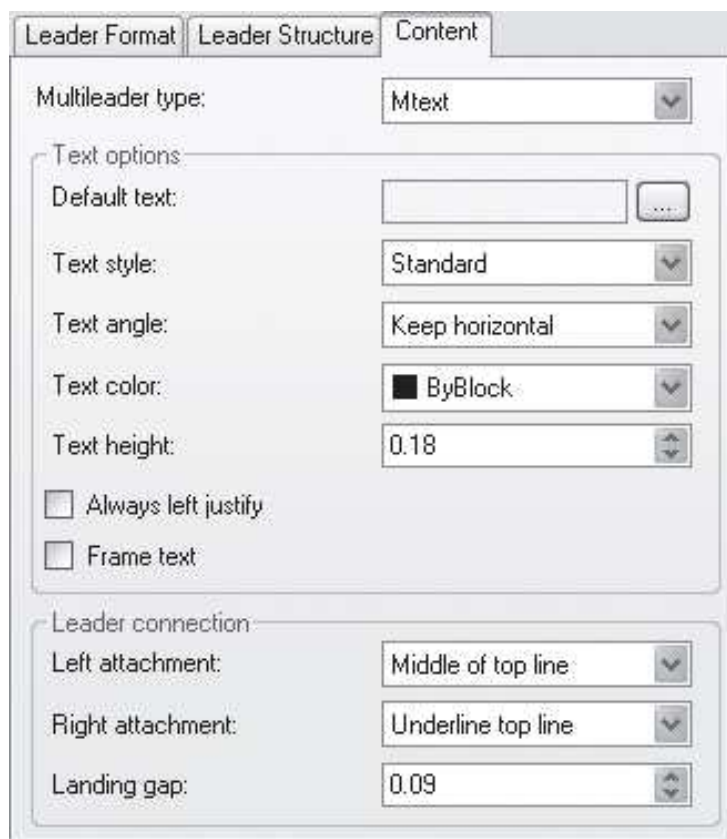 Leader Format Leader Structure Content
Multileader type: Mtext
Text options
Default text: ....
Text style: Standard
Text angle: Keep horizontal
Text color: ByBlock
Text height: 0.18
Always left justify
Frame text
Leader connection
Left attachment: Middle of top line
Right attachment: Underline top line
Landing gap: 0.09